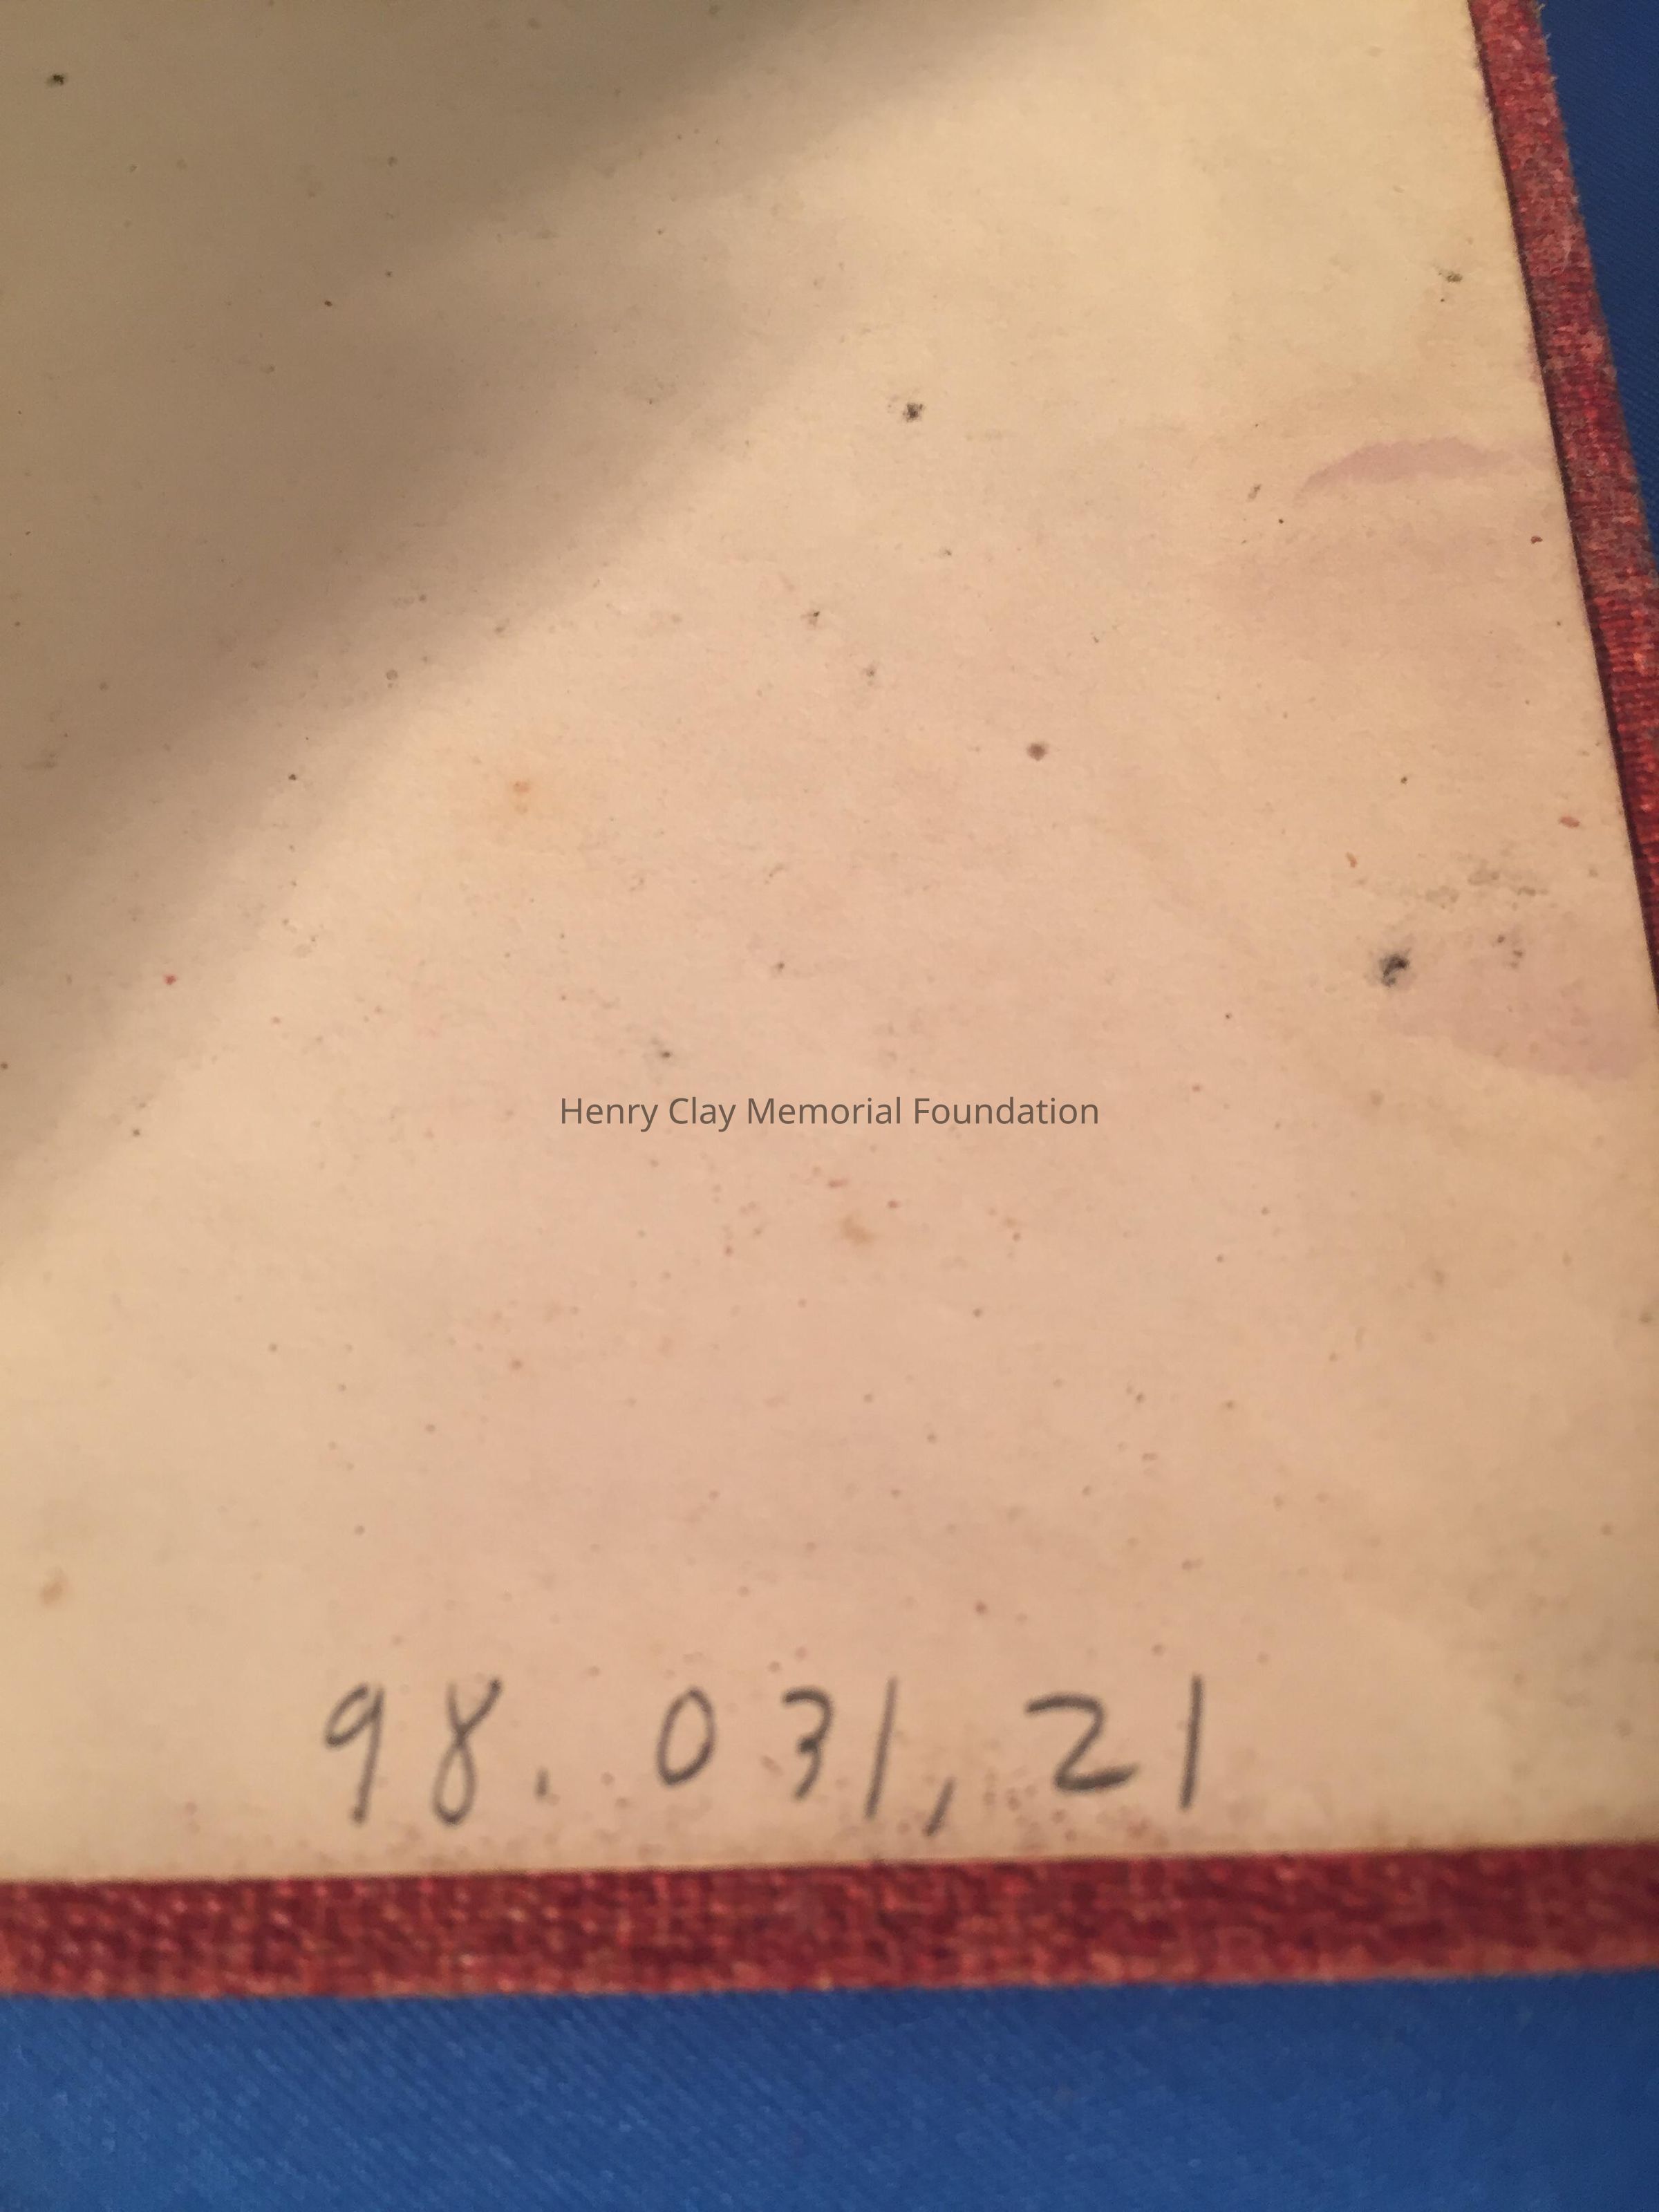 Henry Clay Memorial Foundation
98.031,21